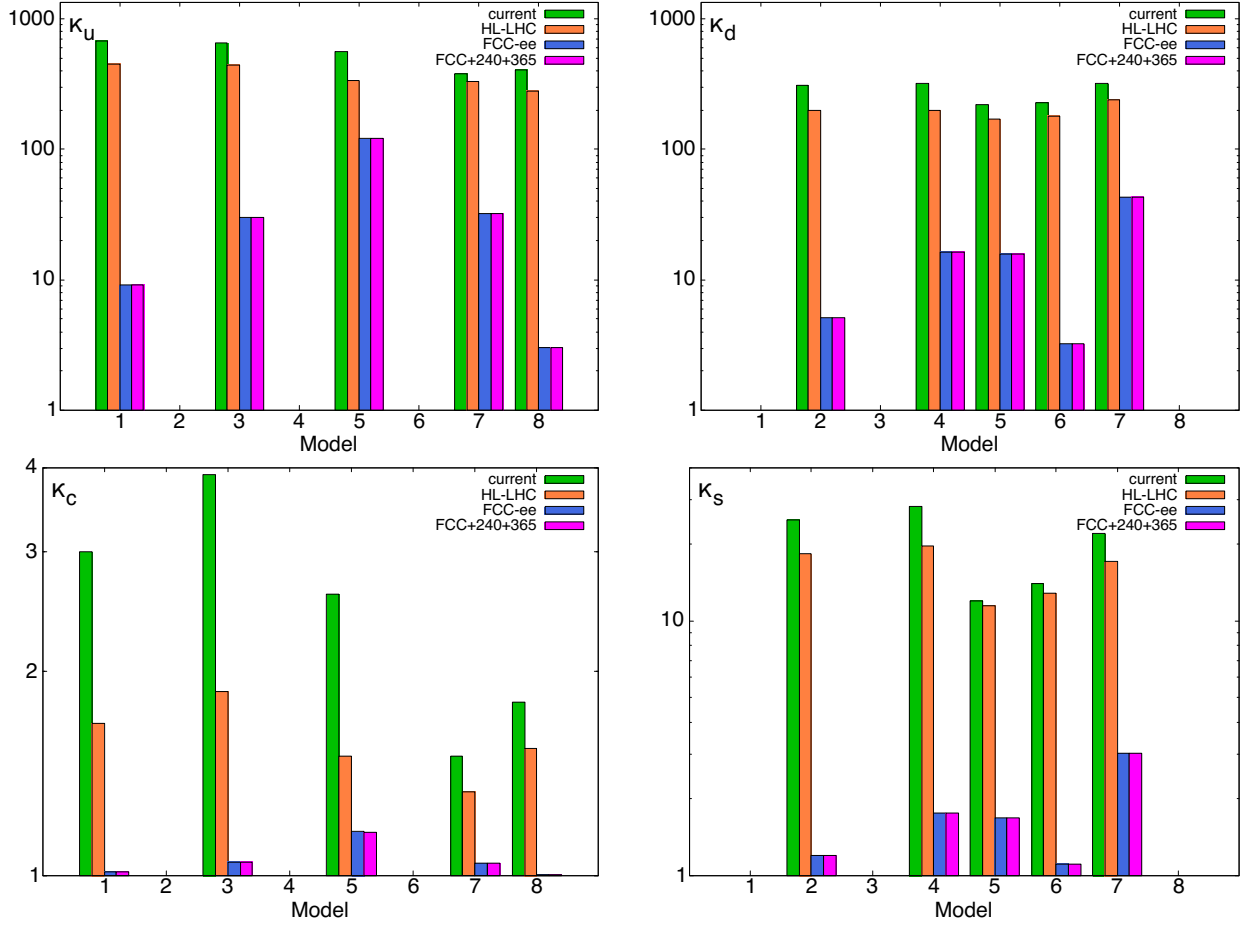 κu
current
HL-LHC
FCC-ee
FCC+240+365
1000
100
10
1
1 2 3 4 5 6 7 8
Model
κd
current
HL-LHC
FCC-ee
FCC+240+365
1000
100
10
1
1 2 3 4 5 6 7 8
Model
κc
current
HL-LHC
FCC-ee
FCC+240+365
4
3
2
1
1 2 3 4 5 6 7 8
Model
κs
current
HL-LHC
FCC-ee
FCC+240+365
10
1
1 2 3 4 5 6 7 8
Model